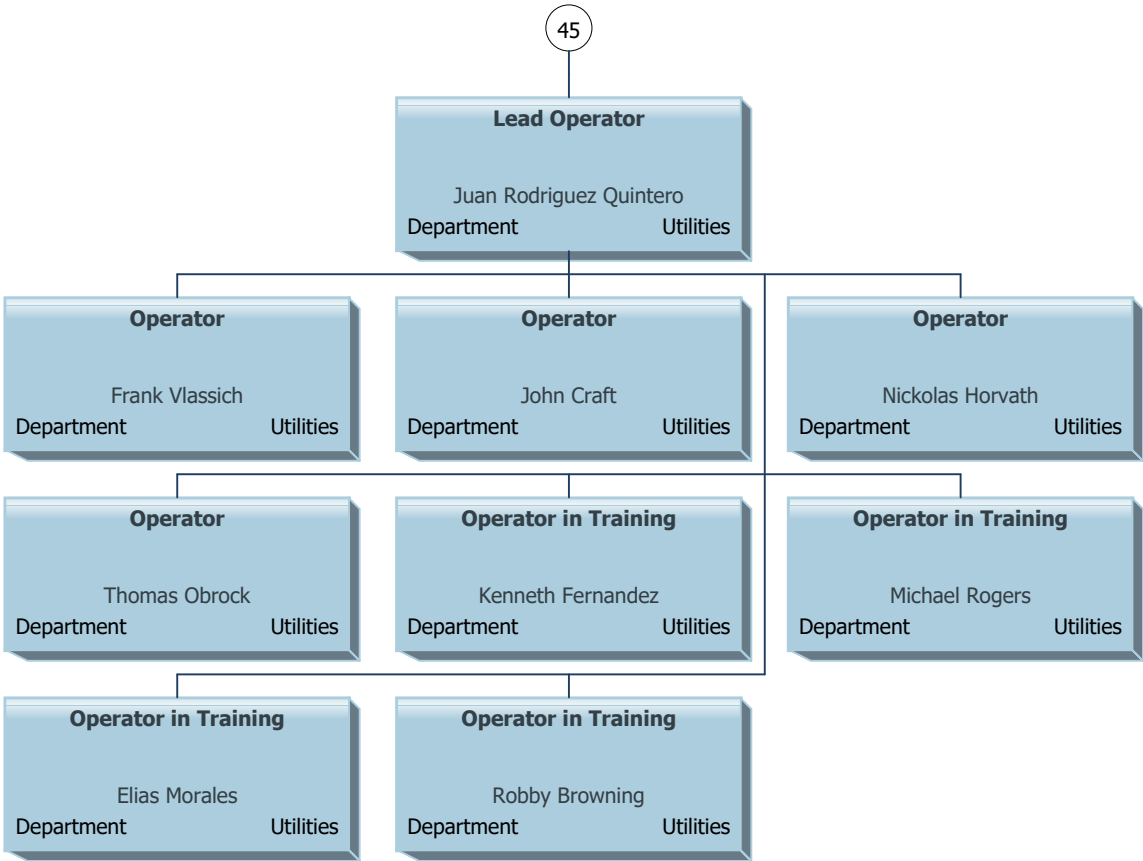 45
Lead Operator
Juan Rodriguez Quintero
Department Utilities
Operator
Frank Vlassich
Department Utilities
Operator
John Craft
Department Utilities
Operator
Nickolas Horvath
Department Utilities
Operator
Thomas Obrock
Department Utilities
Operator in Training
Kenneth Fernandez
Department Utilities
Operator in Training
Michael Rogers
Department Utilities
Operator in Training
Elias Morales
Department Utilities
Operator in Training
Robby Browning
Department Utilities